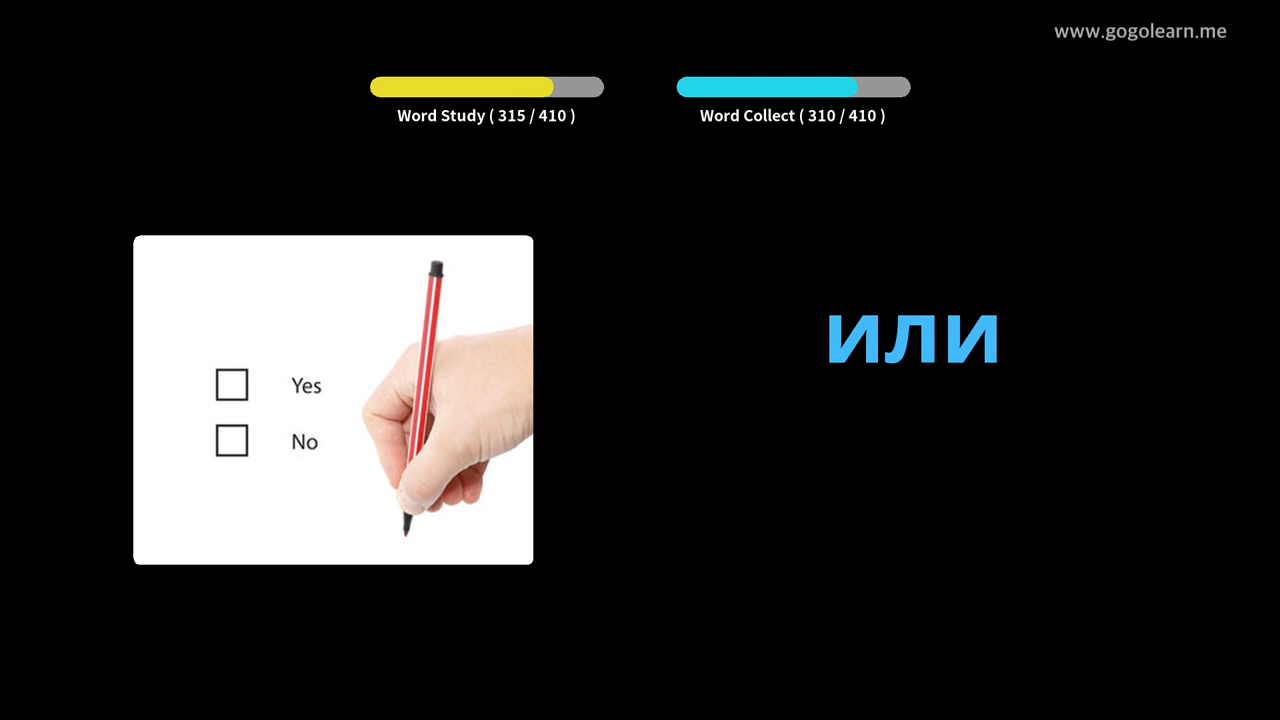 www.gogolearn.me
Word Study ( 315 / 410 )
Word Collect ( 310 / 410 )
Yes
No
или